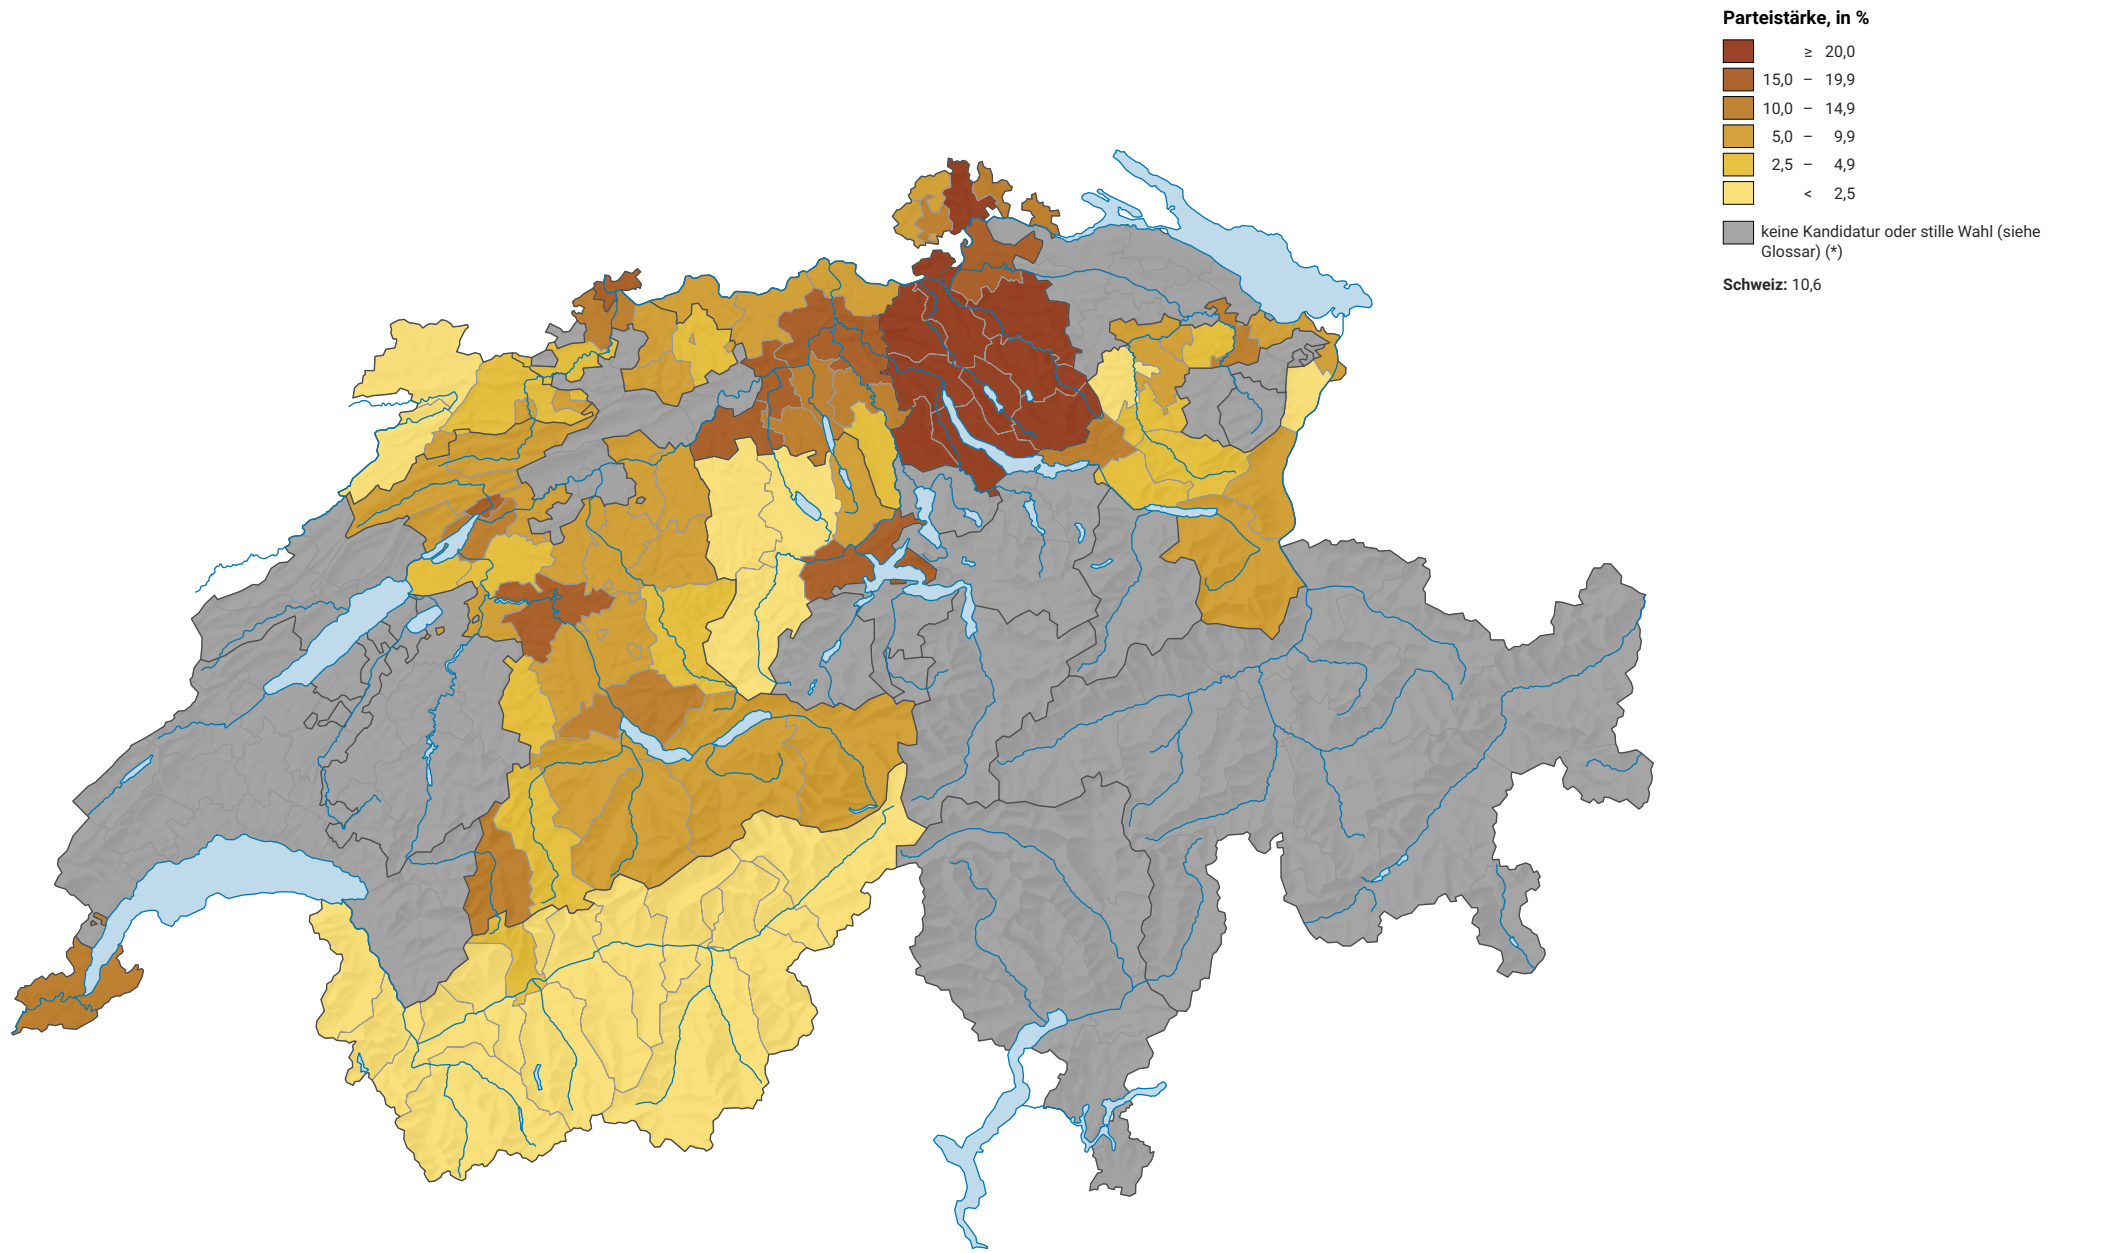 Parteistärke, in %
≥ 20,0
15,0 – 19,9
10,0 – 14,9
5,0 – 9,9
2,5 – 4,9
< 2,5
keine Kandidatur oder stille Wahl (siehe
Glossar) (*)
Schweiz: 10,6